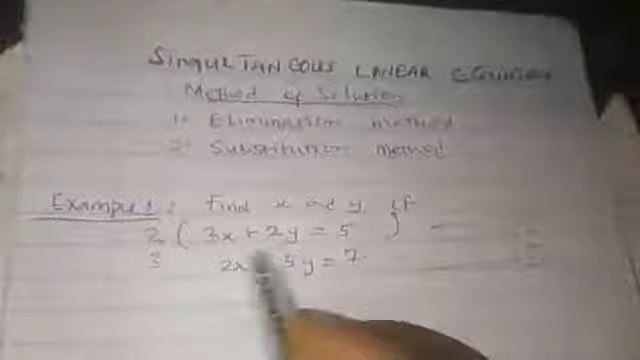 SIMULTANEOUS LINEAR EQUATION
Method of Solution
1. Elimination method
2. Substitution method
Example 1: Find x and y if
2 ( 3x + 2y = 5 )
3 2x 5y = 7